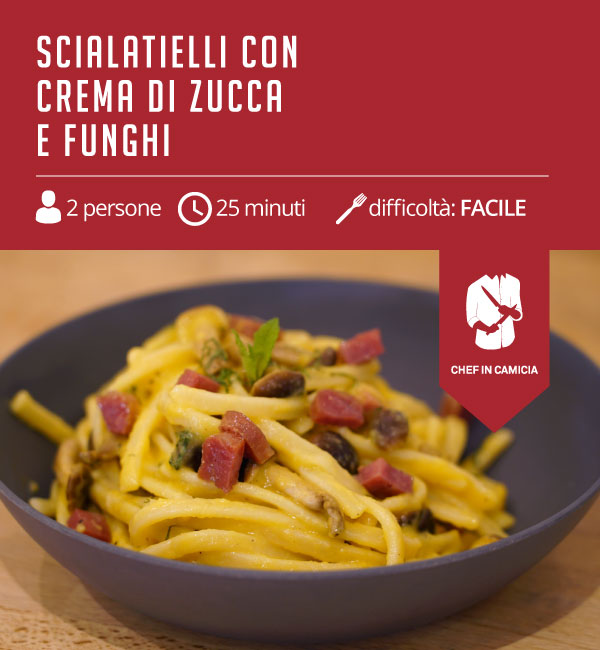 SCIALATIELLI CON
CREMA DI ZUCCA
E FUNGHI
2 persone 25 minuti difficoltà: FACILE
CHEF IN CAMICIA